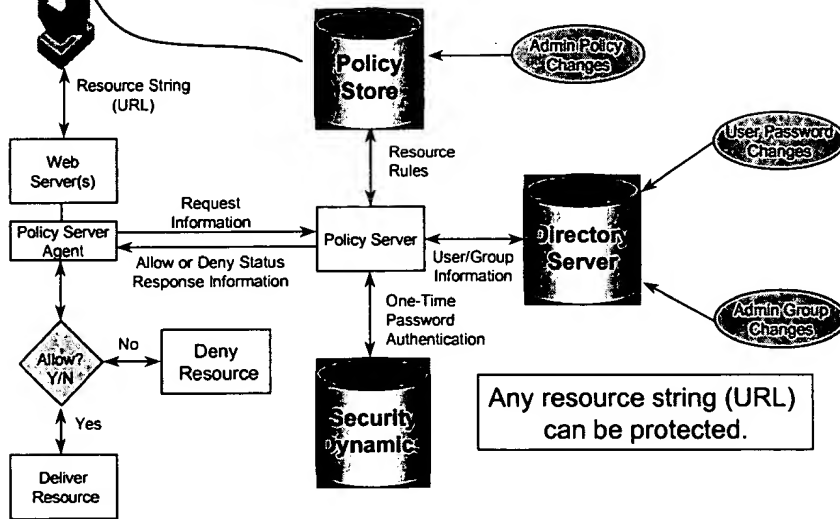 Resource String
(URL)
Web
Server(s)
Policy Server
Agent
Request
Information
Allow or Deny Status
Response Information
Allow?
Y/N
No
Deny
Resource
Yes
Deliver
Resource
Policy
Store
Admin Policy
Changes
Resource
Rules
Policy Server
User/Group
Information
Directory
Server
User Password
Changes
Admin Group
Changes
One-Time
Password
Authentication
Security
Dynamic
Any resource string (URL)
can be protected.